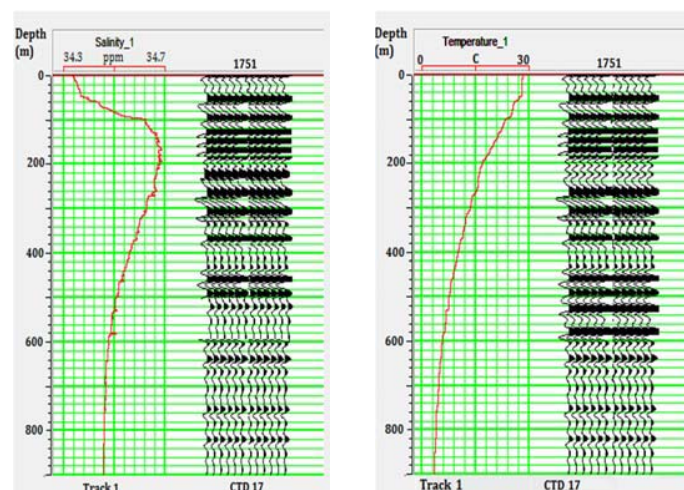 Depth
(m)
Salinity_1
34.3 ppm 34.7
1751
0
200
400
600
800
Track 1 CTD 17
Depth
(m)
Temperature_1
0 C 30
1751
0
200
400
600
800
Track 1 CTD 17